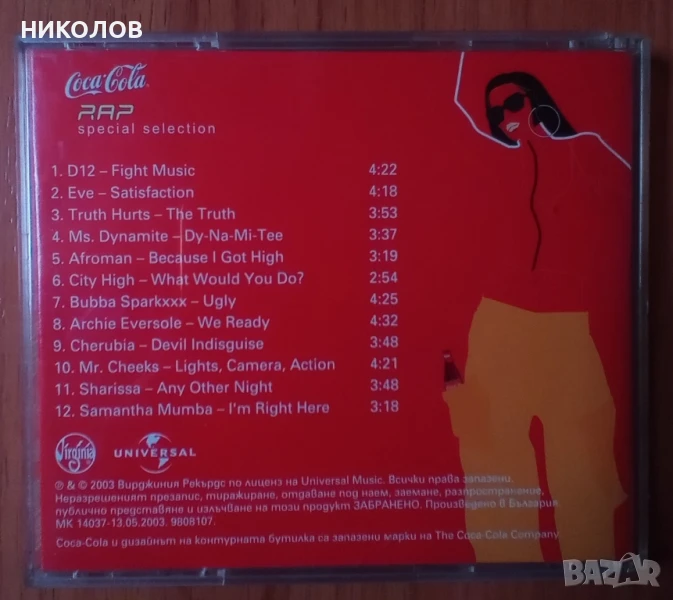 НИКОЛОВ
Coca-Cola
RAP
special selection
1. D12 – Fight Music 4:22
2. Eve – Satisfaction 4:18
3. Truth Hurts – The Truth 3:53
4. Ms. Dynamite – Dy-Na-Mi-Tee 3:37
5. Afroman – Because I Got High 3:19
6. City High – What Would You Do? 2:54
7. Bubba Sparkxxx – Ugly 4:25
8. Archie Eversole – We Ready 4:32
9. Cherubia – Devil Indisguise 3:48
10. Mr. Cheeks – Lights, Camera, Action 4:21
11. Sharissa – Any Other Night 3:48
12. Samantha Mumba – I'm Right Here 3:18
Virginia UNIVERSAL
℗ & © 2003 Вирджиния Рекърдс по лиценз на Universal Music. Всички права запазени.
Неразрешеният презапис, тиражиране, отдаване под наем, заемане, разпространение,
публично представяне и излъчване на този продукт ЗАБРАНЕНО. Произведено в България.
МК 14037-13.05.2003. 9808107.
Coca-Cola и дизайнът на контурната бутилка са запазени марки на The Coca-Cola Company
BAZAR